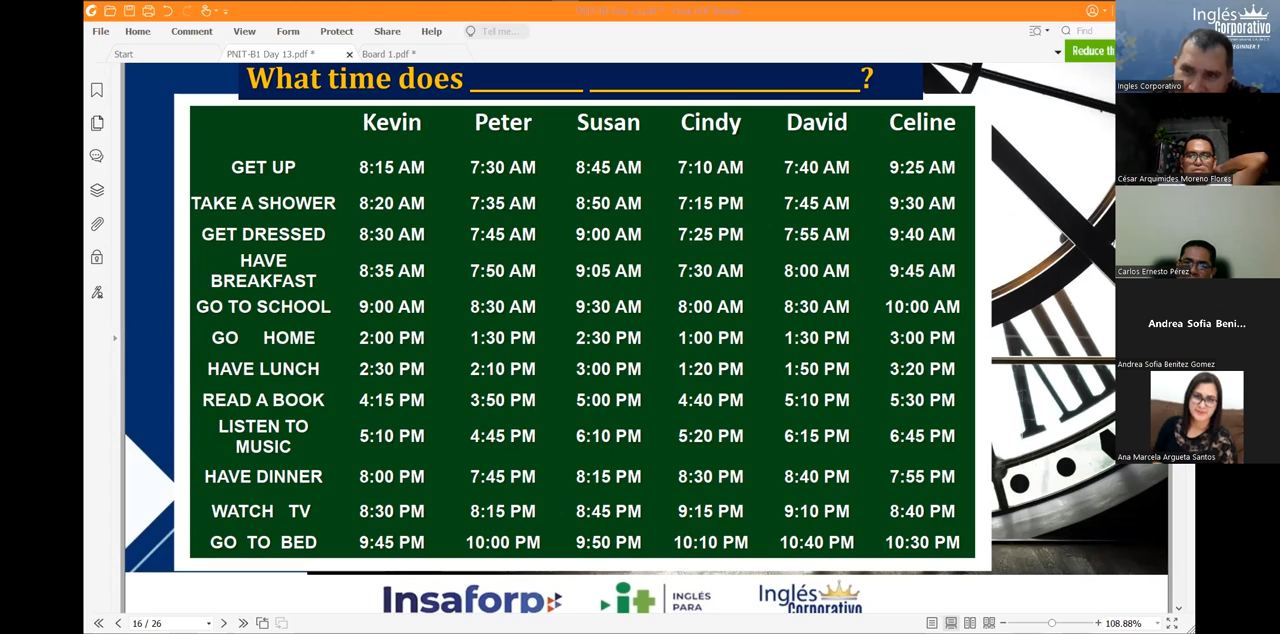 File Home Comment View Form Protect Share Help Tell me... Find
Start PNIT-B1 Day 13.pdf * Board 1.pdf * Reduce th
What time does _______ _________________?
Kevin Peter Susan Cindy David Celine
GET UP 8:15 AM 7:30 AM 8:45 AM 7:10 AM 7:40 AM 9:25 AM
TAKE A SHOWER 8:20 AM 7:35 AM 8:50 AM 7:15 PM 7:45 AM 9:30 AM
GET DRESSED 8:30 AM 7:45 AM 9:00 AM 7:25 PM 7:55 AM 9:40 AM
HAVE
BREAKFAST 8:35 AM 7:50 AM 9:05 AM 7:30 AM 8:00 AM 9:45 AM
GO TO SCHOOL 9:00 AM 8:30 AM 9:30 AM 8:00 AM 8:30 AM 10:00 AM
GO HOME 2:00 PM 1:30 PM 2:30 PM 1:00 PM 1:30 PM 3:00 PM
HAVE LUNCH 2:30 PM 2:10 PM 3:00 PM 1:20 PM 1:50 PM 3:20 PM
READ A BOOK 4:15 PM 3:50 PM 5:00 PM 4:40 PM 5:10 PM 5:30 PM
LISTEN TO
MUSIC 5:10 PM 4:45 PM 6:10 PM 5:20 PM 6:15 PM 6:45 PM
HAVE DINNER 8:00 PM 7:45 PM 8:15 PM 8:30 PM 8:40 PM 7:55 PM
WATCH TV 8:30 PM 8:15 PM 8:45 PM 9:15 PM 9:10 PM 8:40 PM
GO TO BED 9:45 PM 10:00 PM 9:50 PM 10:10 PM 10:40 PM 10:30 PM
Insaforp it INGLÉS
PARA
Inglés
Corporativo
16 / 26 108.88%
Inglés
Corporativo
BEGINNER 1
Ingles Corporativo
César Arquimides Moreno Flores
Carlos Ernesto Pérez
Andrea Sofia Beni...
Andrea Sofia Benitez Gomez
Ana Marcela Argueta Santos